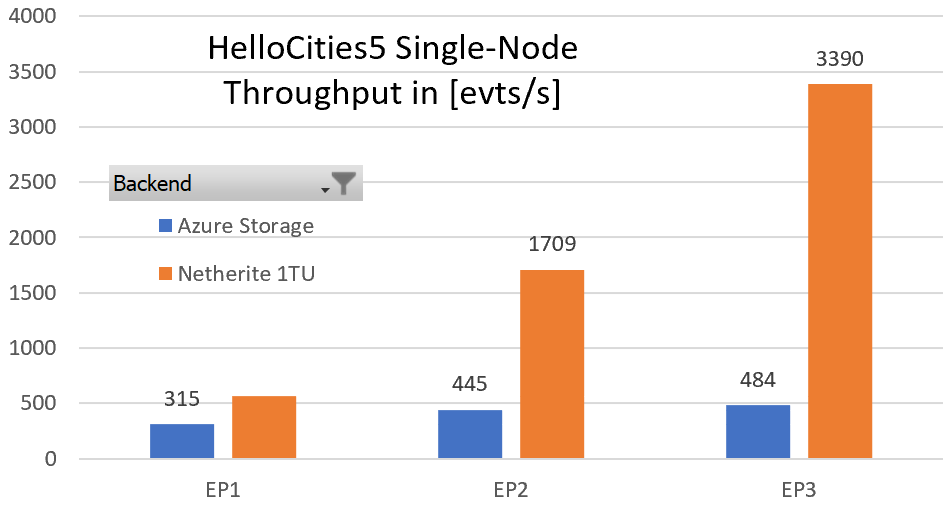 4000
HelloCities5 Single-Node
Throughput in [evts/s]
3500
3390
3000
2500
Backend
Azure Storage
2000
1709
Netherite 1TU
1500
1000
500
315
445
484
0
EP1
EP2
EP3